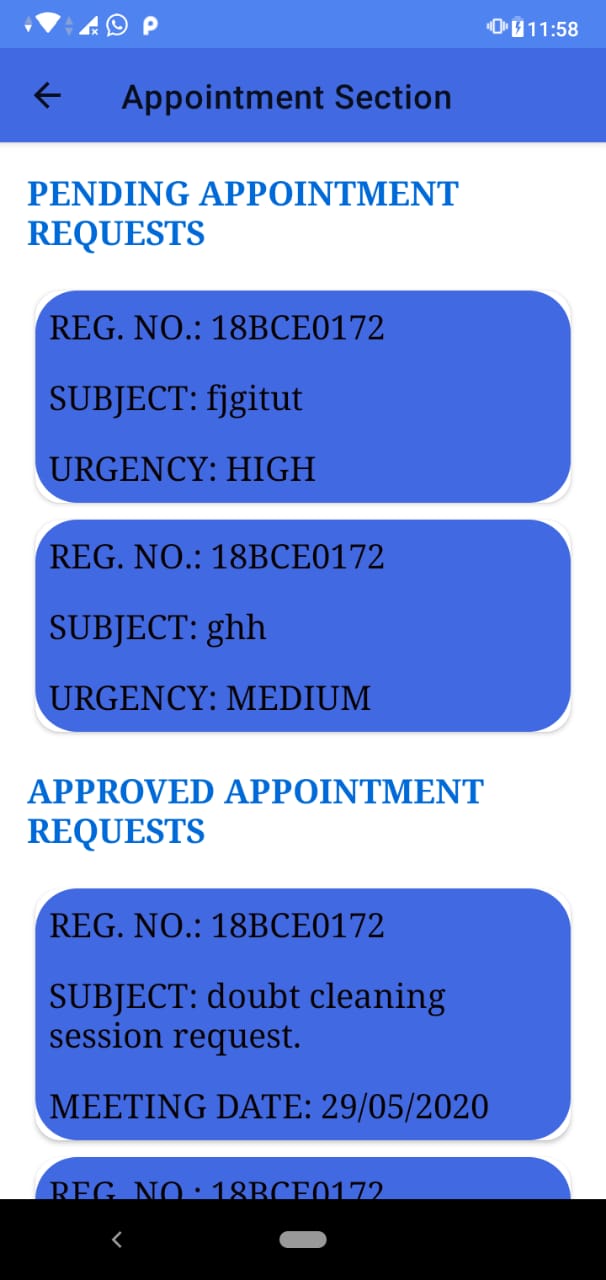 11:58
Appointment Section
PENDING APPOINTMENT
REQUESTS
REG. NO.: 18BCE0172
SUBJECT: fjgitut
URGENCY: HIGH
REG. NO.: 18BCE0172
SUBJECT: ghh
URGENCY: MEDIUM
APPROVED APPOINTMENT
REQUESTS
REG. NO.: 18BCE0172
SUBJECT: doubt cleaning
session request.
MEETING DATE: 29/05/2020
REG. NO.: 18BCE0172